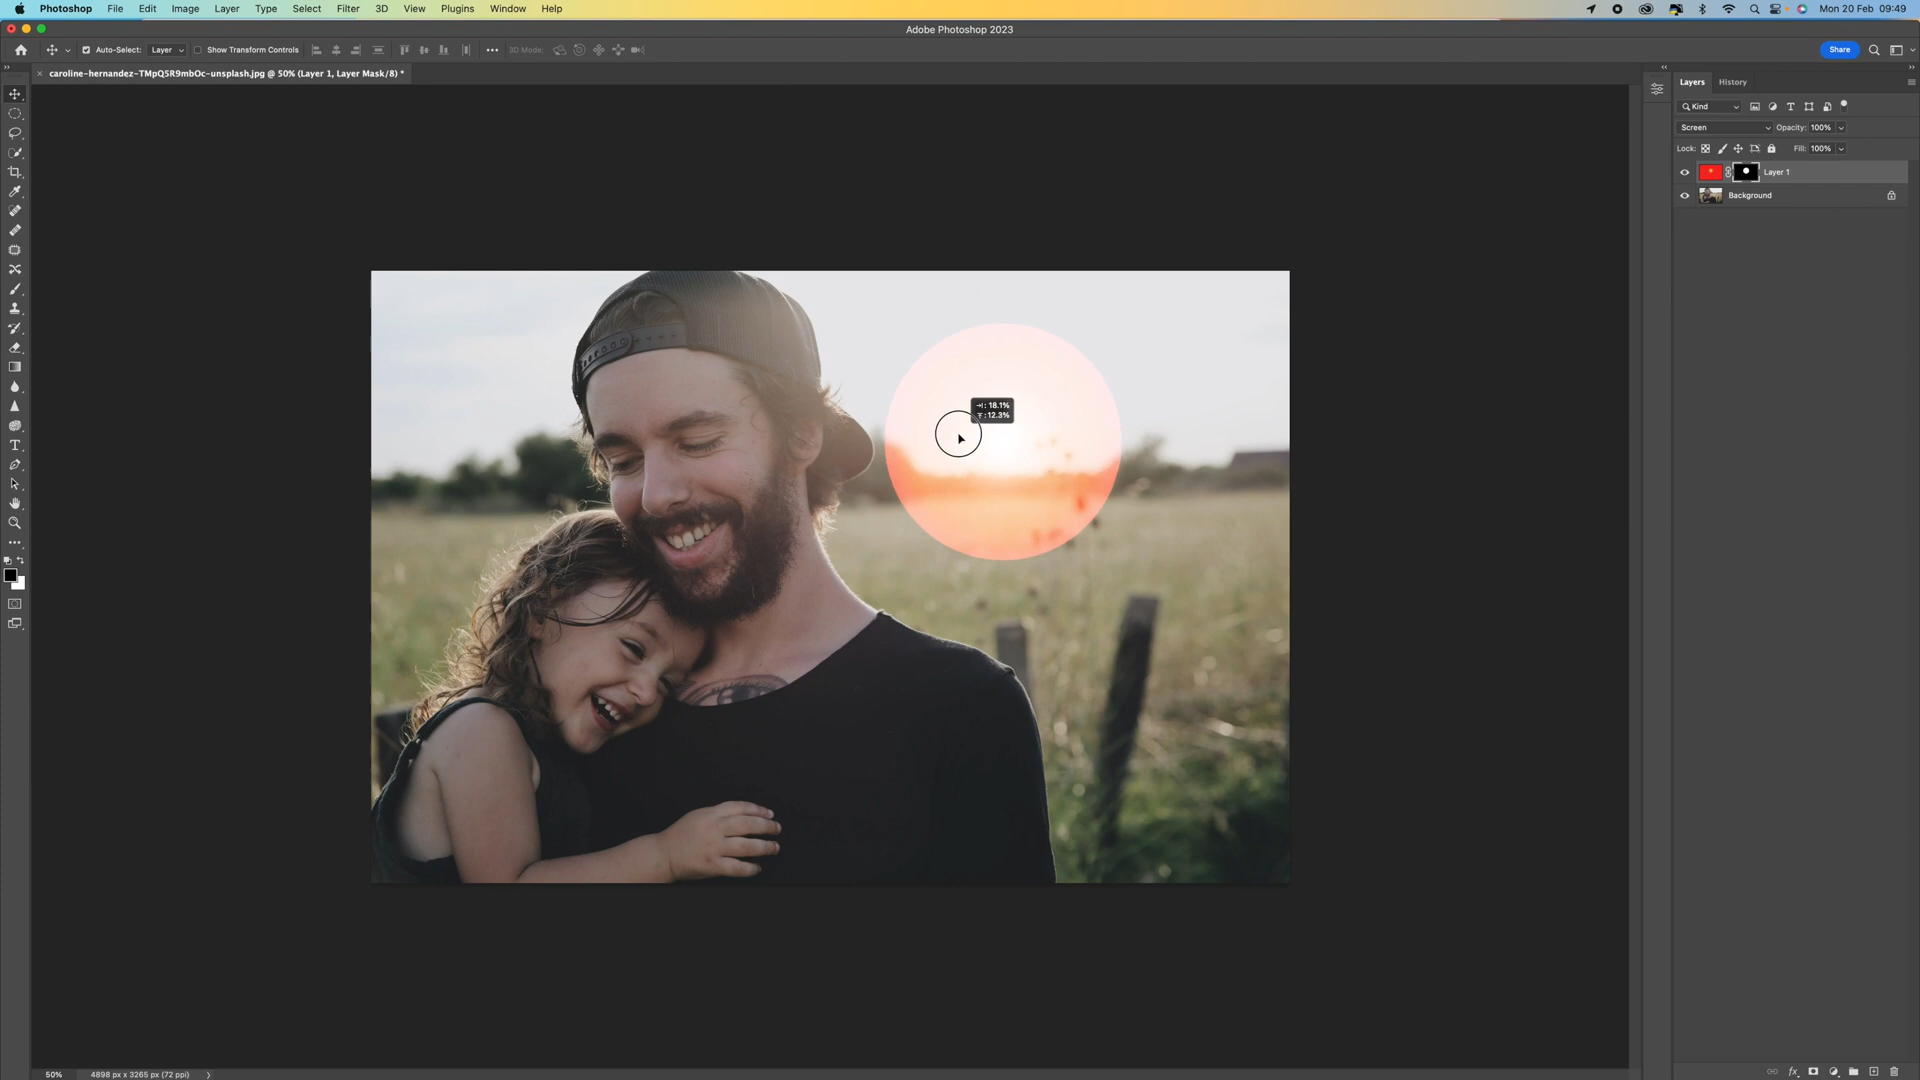 Photoshop File Edit Image Layer Type Select Filter 3D View Plugins Window Help Mon 20 Feb 09:49
Adobe Photoshop 2023
Auto-Select: Layer Show Transform Controls 3D Mode: Share
caroline-hernandez-TMpQ5R9mbOc-unsplash.jpg @ 50% (Layer 1, Layer Mask/8) *
Layers History
Kind
Screen Opacity: 100%
Lock: Fill: 100%
Layer 1
Background
: 18.1%
: 12.3%
50% 4898 px x 3265 px (72 ppi)